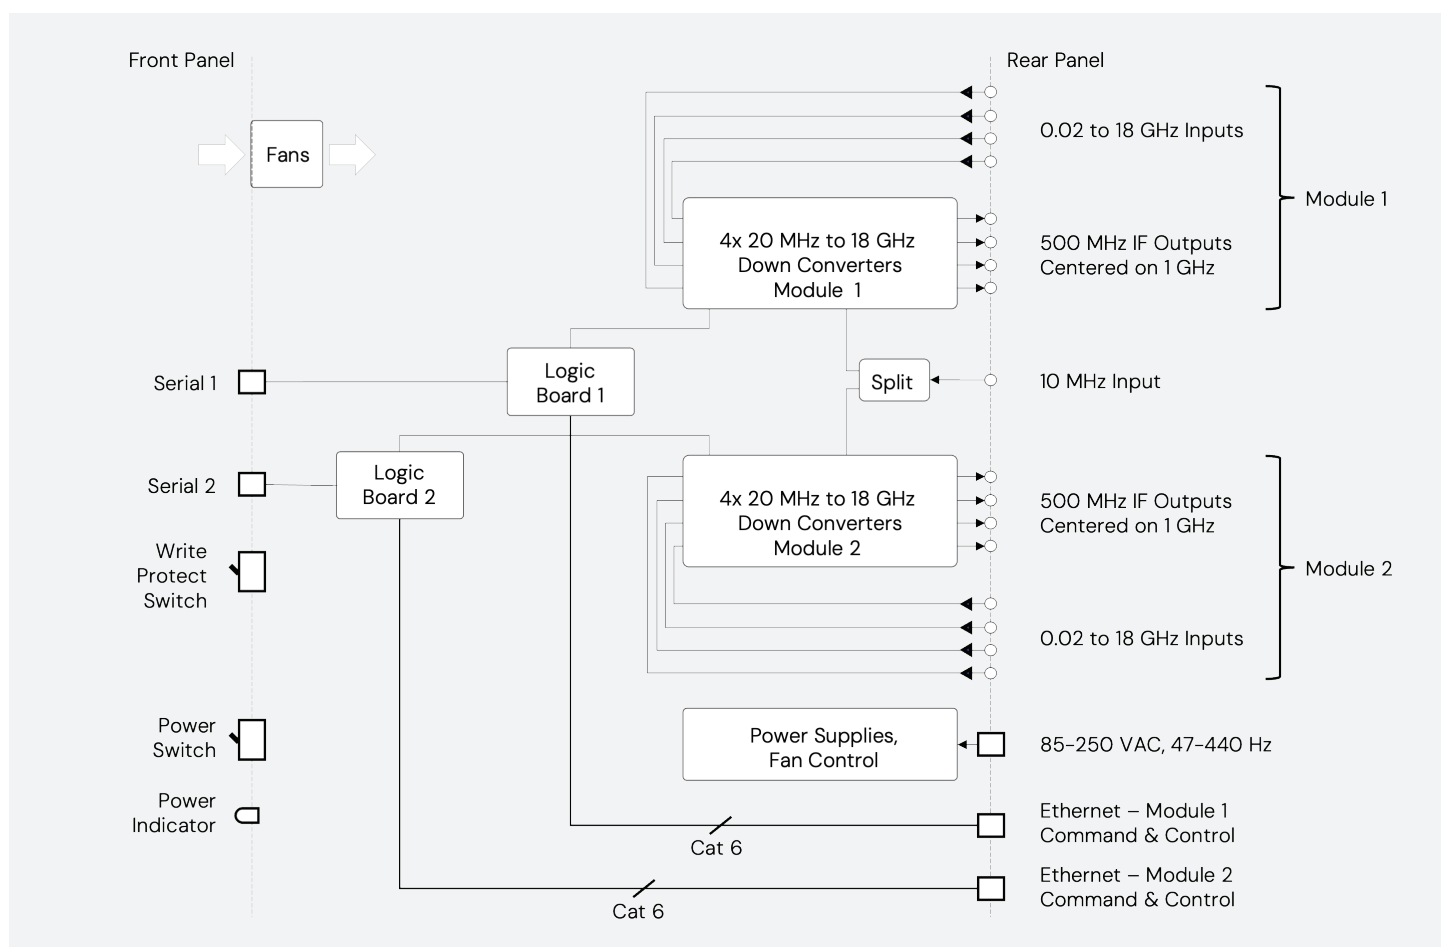 Front Panel
Rear Panel
0.02 to 18 GHz Inputs
Fans
Module 1
4x 20 MHz to 18 GHz
Down Converters
Module 1
500 MHz IF Outputs
Centered on 1 GHz
Serial 1
Logic
Board 1
Split
10 MHz Input
Serial 2
Logic
Board 2
4x 20 MHz to 18 GHz
Down Converters
Module 2
500 MHz IF Outputs
Centered on 1 GHz
Module 2
Write
Protect
Switch
0.02 to 18 GHz Inputs
Power
Switch
Power Supplies,
Fan Control
85-250 VAC, 47-440 Hz
Power
Indicator
Ethernet – Module 1
Command & Control
Cat 6
Ethernet – Module 2
Command & Control
Cat 6